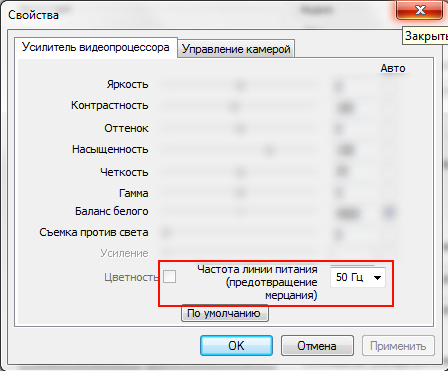 Свойства
Закрыть
Усилитель видеопроцессора
Управление камерой
Авто
Яркость
Контрастность
Оттенок
Насыщенность
Четкость
Гамма
Баланс белого
Съемка против света
Усиление
Цветность
Частота линии питания
(предотвращение
мерцания)
50 Гц
По умолчанию
OK
Отмена
Применить